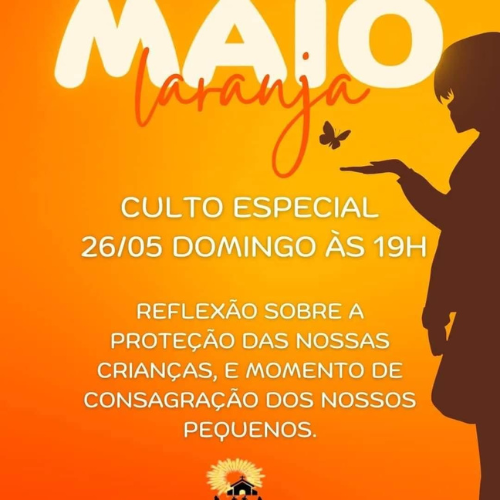 MAIO
laranja
CULTO ESPECIAL
26/05 DOMINGO ÀS 19H
REFLEXÃO SOBRE A
PROTEÇÃO DAS NOSSAS
CRIANÇAS, E MOMENTO DE
CONSAGRAÇÃO DOS NOSSOS
PEQUENOS.